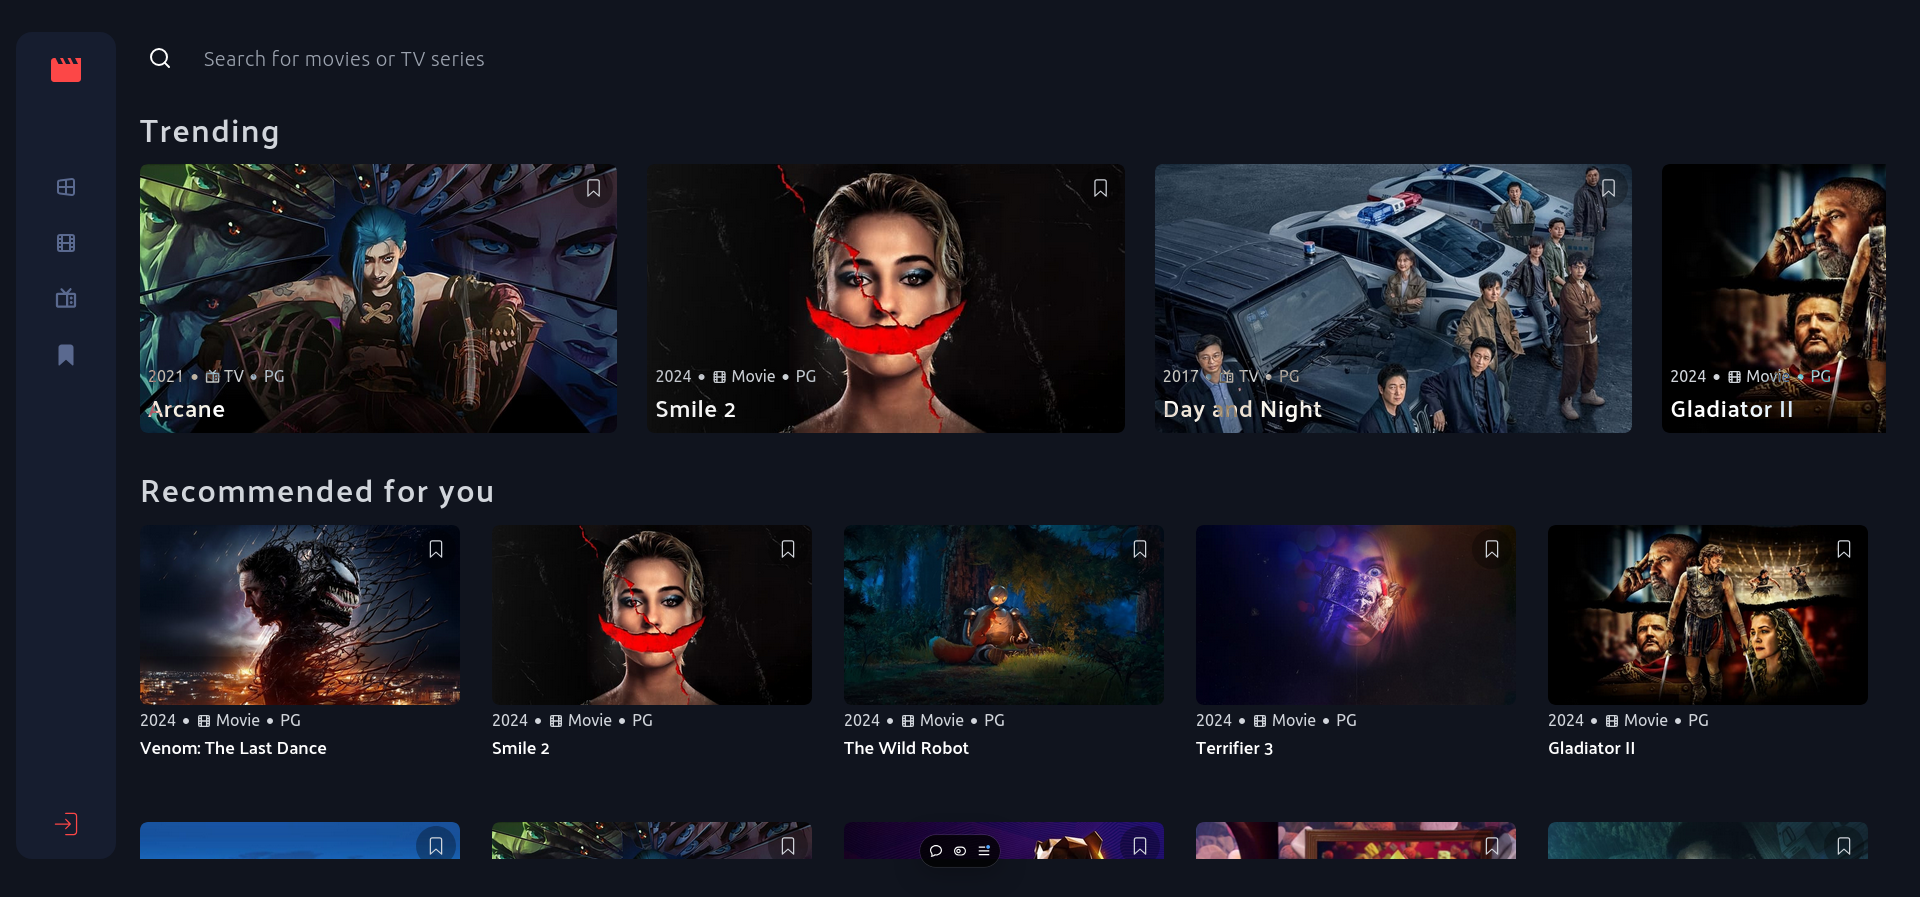 Search for movies or TV series
Trending
2021 • TV • PG
Arcane
2024 • Movie • PG
Smile 2
2017 • TV • PG
Day and Night
2024 • Movie • PG
Gladiator II
Recommended for you
2024 • Movie • PG
Venom: The Last Dance
2024 • Movie • PG
Smile 2
2024 • Movie • PG
The Wild Robot
2024 • Movie • PG
Terrifier 3
2024 • Movie • PG
Gladiator II